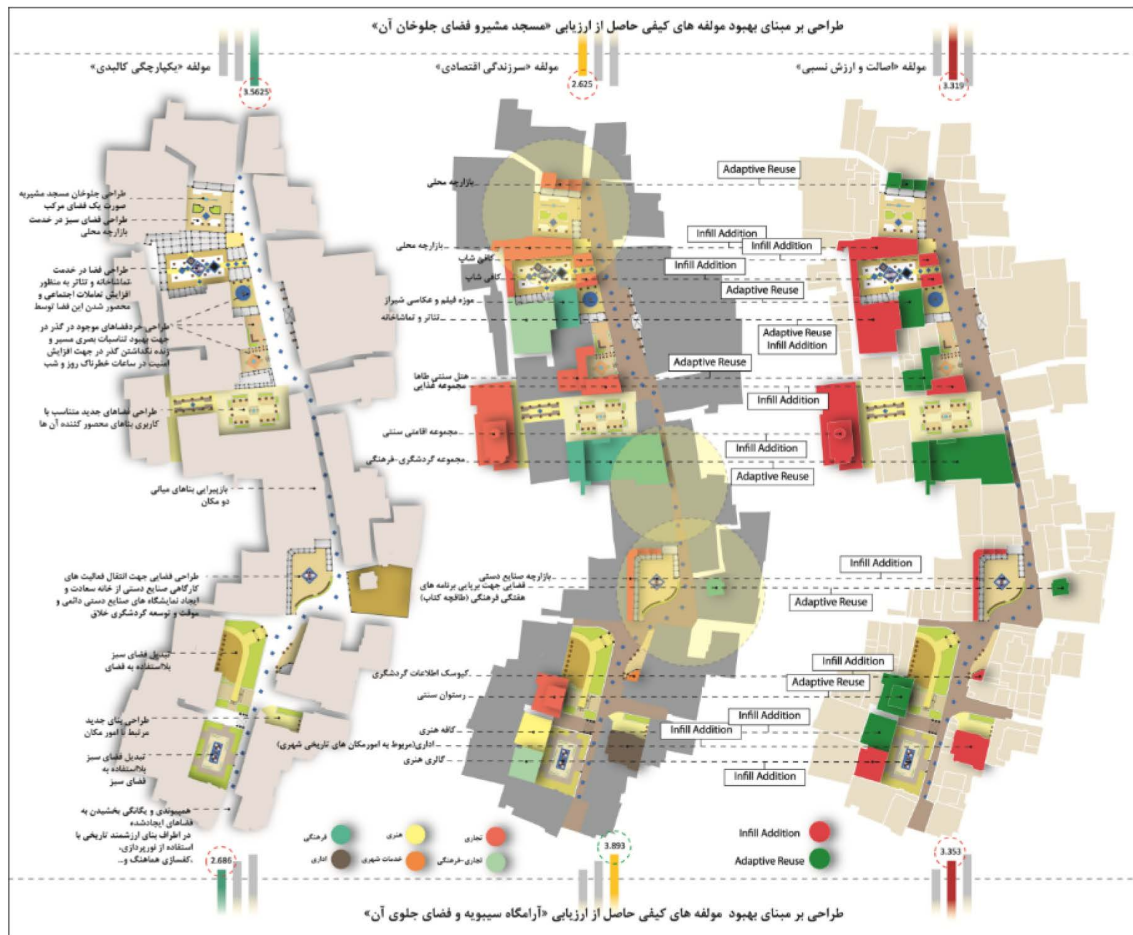 طراحی بر مبنای بهبود مولفه های کیفی حاصل از ارزیابی «مسجد مشیرو فضای جلوخان آن»
مولفه «اصالت و ارزش نسبی»
مولفه «سرزندگی اقتصادی»
مولفه «یکپارچگی کالبدی»
3.319
2.625
3.5625
طراحی جلوخان مسجد مشیربه
صورت یک فضای مرکب
طراحی فضای سبز در خدمت
بازارچه محلی
طراحی فضا در خدمت
تماشاخانه و تئاتر به منظور
افزایش تعاملات اجتماعی و
محصور شدن این فضا توسط
طراحی خردفضاهای موجود در گذر در
جهت بهبود تناسبات بصری مسیر و
زنده نگذاشتن گذر در جهت افزایش
امنیت در ساعات خطرناک روز و شب
طراحی فضاهای جدید متناسب با
کاربری بناهای محصور کننده آن ها
بازپیرایی بناهای میانی
دو مکان
طراحی فضایی جهت انتقال فعالیت های
کارگاهی صنایع دستی از خانه سعادت و
ایجاد نمایشگاه های صنایع دستی دائمی و
موقت و توسعه گردشگری خلاق
تبدیل فضای سبز
بلااستفاده به فضای
طراحی بنای جدید
مرتبط با امور مکان
تبدیل فضای سبز
بلااستفاده به
فضای سبز
همپیوندی و یگانگی بخشیدن به
فضاهای ایجادشده
در اطراف بنای ارزشمند تاریخی با
استفاده از نورپردازی،
کفسازی هماهنگ و...
بازارچه محلی
بازارچه محلی
کافی شاپ
کافی شاپ
موزه فیلم و عکاسی شیراز
تئاتر و تماشاخانه
هتل سنتی طاها
مجموعه غذایی
مجموعه اقامتی سنتی
مجموعه گردشگری-فرهنگی
بازارچه صنایع دستی
فضایی جهت برپایی برنامه های
هفتگی فرهنگی (طاقچه کتاب)
کیوسک اطلاعات گردشگری
رستوان سنتی
کافه هنری
اداری(مربوط به امورمکان های تاریخی شهری)
گالری هنری
Adaptive Reuse
Infill Addition
Infill Addition
Infill Addition
Adaptive Reuse
Adaptive Reuse
Infill Addition
Adaptive Reuse
Infill Addition
Infill Addition
Adaptive Reuse
Infill Addition
Adaptive Reuse
Infill Addition
Adaptive Reuse
Infill Addition
Infill Addition
Infill Addition
تجاری
هنری
فرهنگی
تجاری-فرهنگی
خدمات شهری
اداری
Infill Addition
Adaptive Reuse
3.353
3.893
2.686
طراحی بر مبنای بهبود مولفه های کیفی حاصل از ارزیابی «آرامگاه سیبویه و فضای جلوی آن»